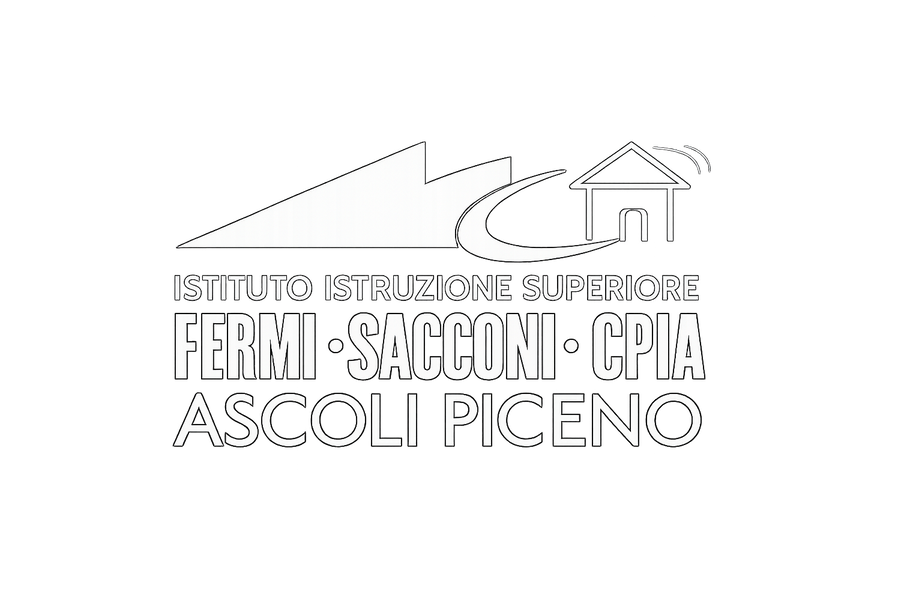 ISTITUTO ISTRUZIONE SUPERIORE
FERMI • SACCONI • CPIA
ASCOLI PICENO